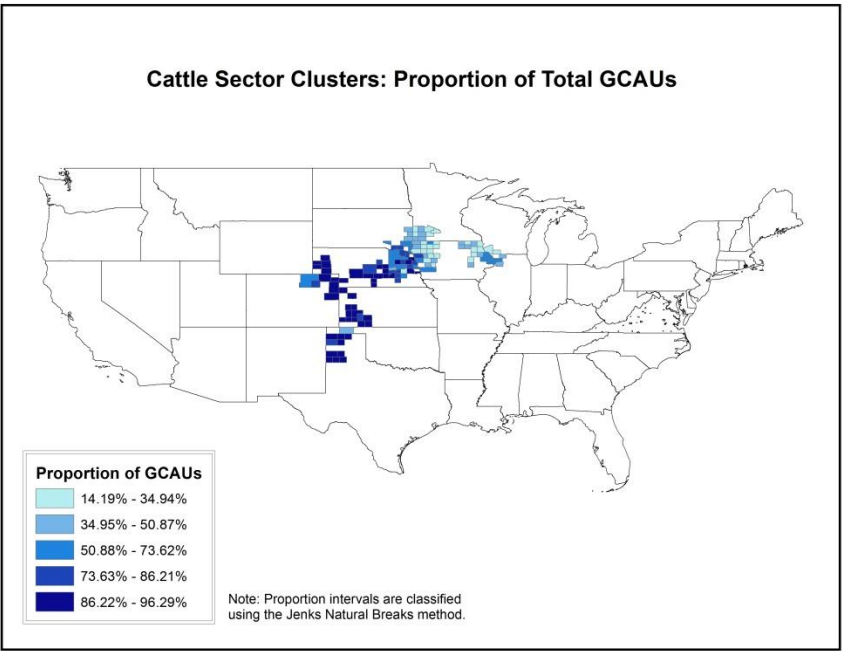 Cattle Sector Clusters: Proportion of Total GCAUs
Proportion of GCAUs
14.19% - 34.94%
34.95% - 50.87%
50.88% - 73.62%
73.63% - 86.21%
86.22% - 96.29%
Note: Proportion intervals are classified
using the Jenks Natural Breaks method.